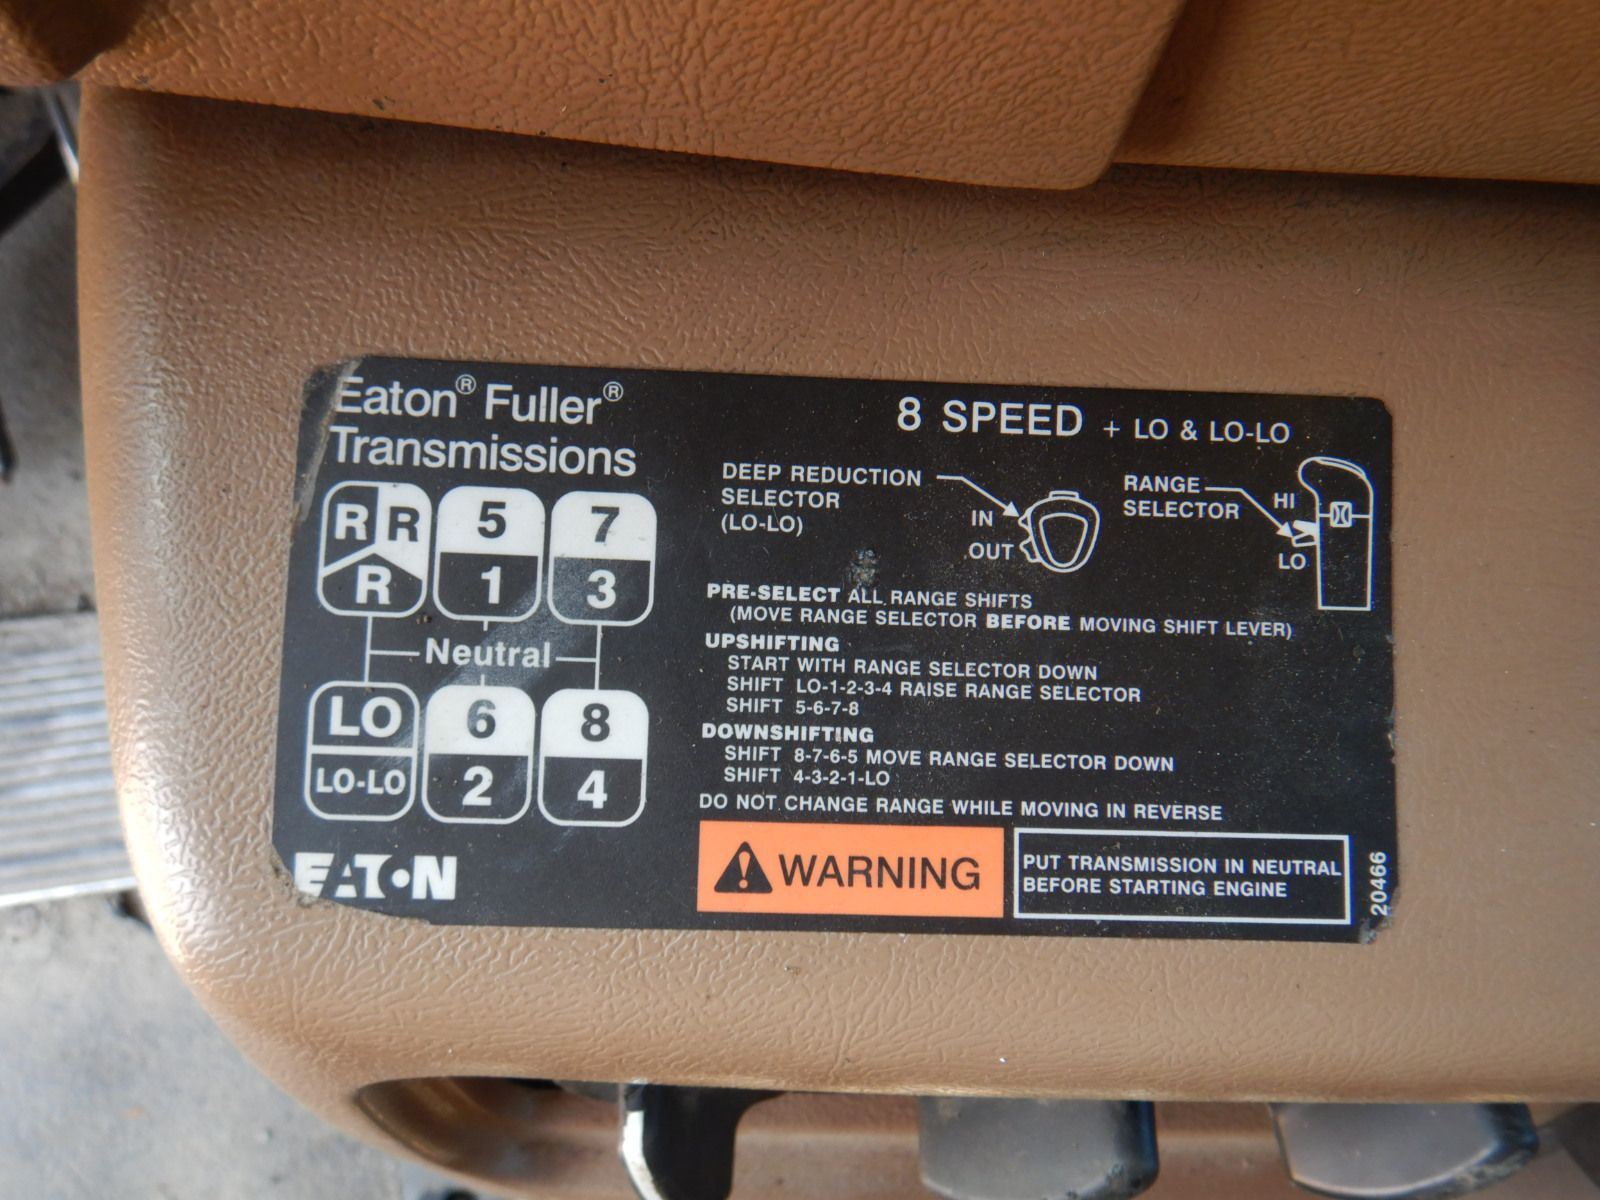 Eaton® Fuller®
Transmissions
8 SPEED + LO & LO-LO
R R 5 7
R 1 3
Neutral
LO 6 8
LO-LO 2 4
EATON
DEEP REDUCTION
SELECTOR
(LO-LO)
IN
OUT
RANGE
SELECTOR
HI
LO
PRE-SELECT ALL RANGE SHIFTS
(MOVE RANGE SELECTOR BEFORE MOVING SHIFT LEVER)
UPSHIFTING
START WITH RANGE SELECTOR DOWN
SHIFT LO-1-2-3-4 RAISE RANGE SELECTOR
SHIFT 5-6-7-8
DOWNSHIFTING
SHIFT 8-7-6-5 MOVE RANGE SELECTOR DOWN
SHIFT 4-3-2-1-LO
DO NOT CHANGE RANGE WHILE MOVING IN REVERSE
WARNING
PUT TRANSMISSION IN NEUTRAL
BEFORE STARTING ENGINE
20466